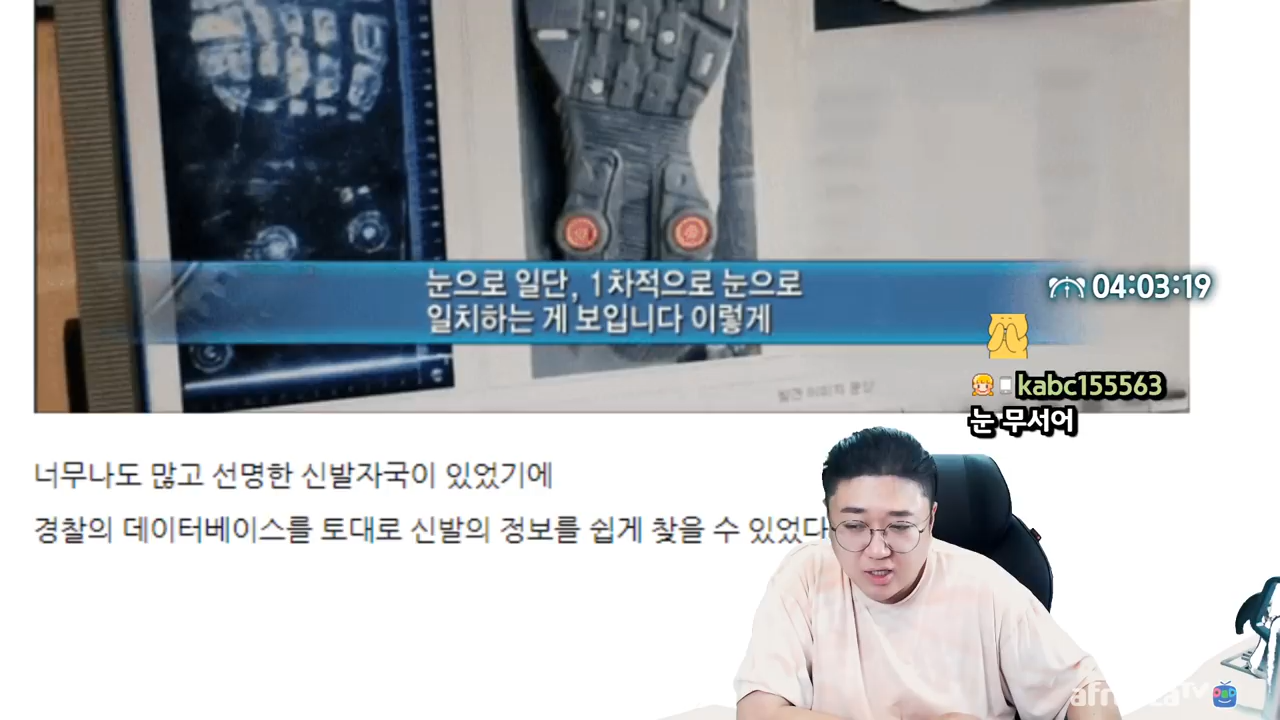 눈으로 일단, 1차적으로 눈으로
일치하는 게 보입니다 이렇게
04:03:19
kabc155563
눈 무서어
너무나도 많고 선명한 신발자국이 있었기에
경찰의 데이터베이스를 토대로 신발의 정보를 쉽게 찾을 수 있었다